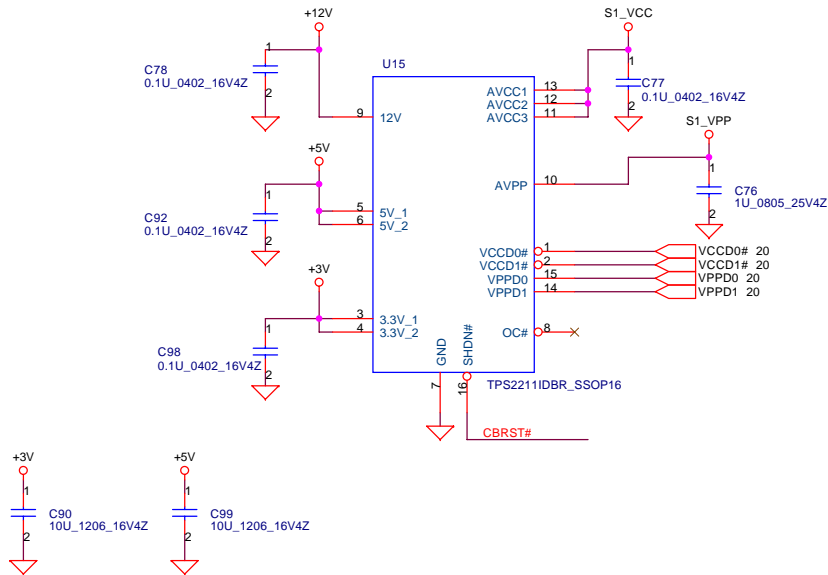 +12V
S1_VCC
1
C78
0.1U_0402_16V4Z
2
U15
9
12V
AVCC1
13
AVCC2
12
AVCC3
11
1
C77
0.1U_0402_16V4Z
2
S1_VPP
+5V
1
C92
0.1U_0402_16V4Z
2
5
5V_1
6
5V_2
AVPP
10
1
C76
1U_0805_25V4Z
2
VCCD0#
1
VCCD0# 20
VCCD1#
2
VCCD1# 20
VPPD0
15
VPPD0 20
VPPD1
14
VPPD1 20
+3V
1
C98
0.1U_0402_16V4Z
2
3
3.3V_1
4
3.3V_2
OC#
8
GND
SHDN#
7
16
TPS2211IDBR_SSOP16
CBRST#
+3V
1
C90
10U_1206_16V4Z
2
+5V
1
C99
10U_1206_16V4Z
2